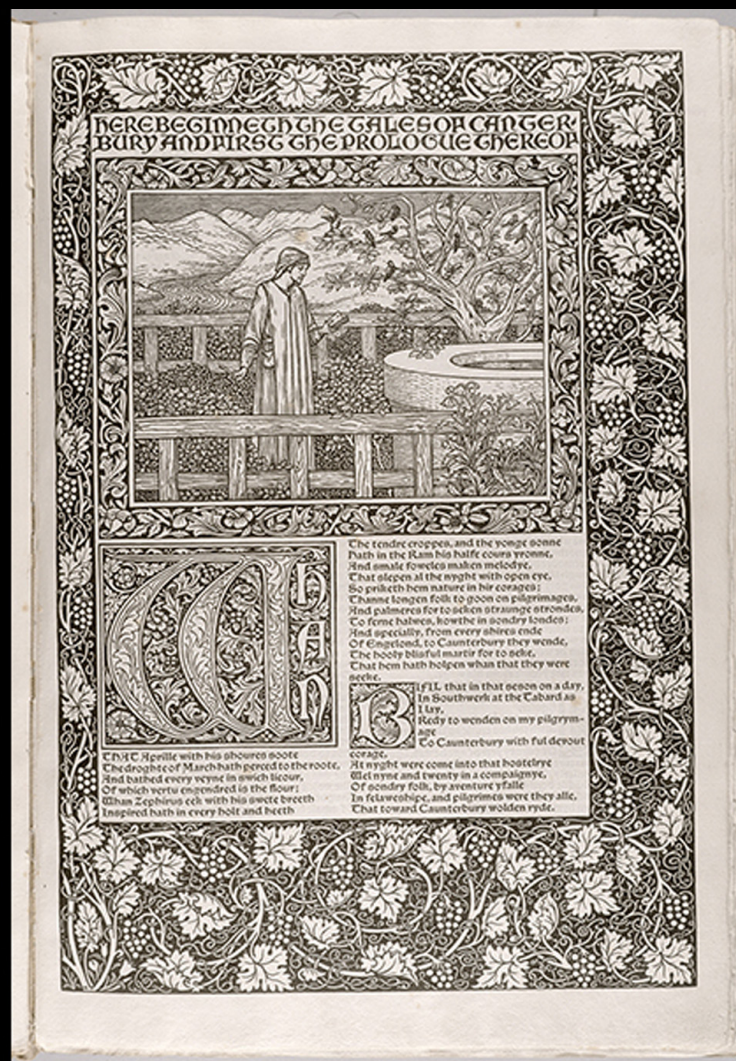 HERE BEGINNETH THE TALES OF CANTER-
BURY AND FIRST THE PROLOGUE THEREOF
WHAN
THAT Aprille with his shoures soote
The droghte of March hath perced to the roote,
And bathed every veyne in swich licour,
Of which vertu engendred is the flour;
Whan Zephirus eek with his swete breeth
Inspired hath in every holt and heeth
The tendre croppes, and the yonge sonne
Hath in the Ram his halfe cours yronne,
And smale foweles maken melodye,
That slepen al the nyght with open eye,
So priketh hem nature in hir corages;
Thanne longen folk to goon on pilgrimages,
And palmeres for to seken straunge strondes,
To ferne halwes, kowthe in sondry londes;
And specially, from every shires ende
Of Engelond, to Caunterbury they wende,
The hooly blisful martir for to seke,
That hem hath holpen whan that they were
seeke.
BIFIL that in that seson on a day,
In Southwerk at the Tabard as
I lay,
Redy to wenden on my pilgrym-
age
To Caunterbury with ful devout
corage,
At nyght were come into that hostelrye
Wel nyne and twenty in a compaignye,
Of sondry folk, by aventure yfalle
In felaweshipe, and pilgrimes were they alle,
That toward Caunterbury wolden ryde.